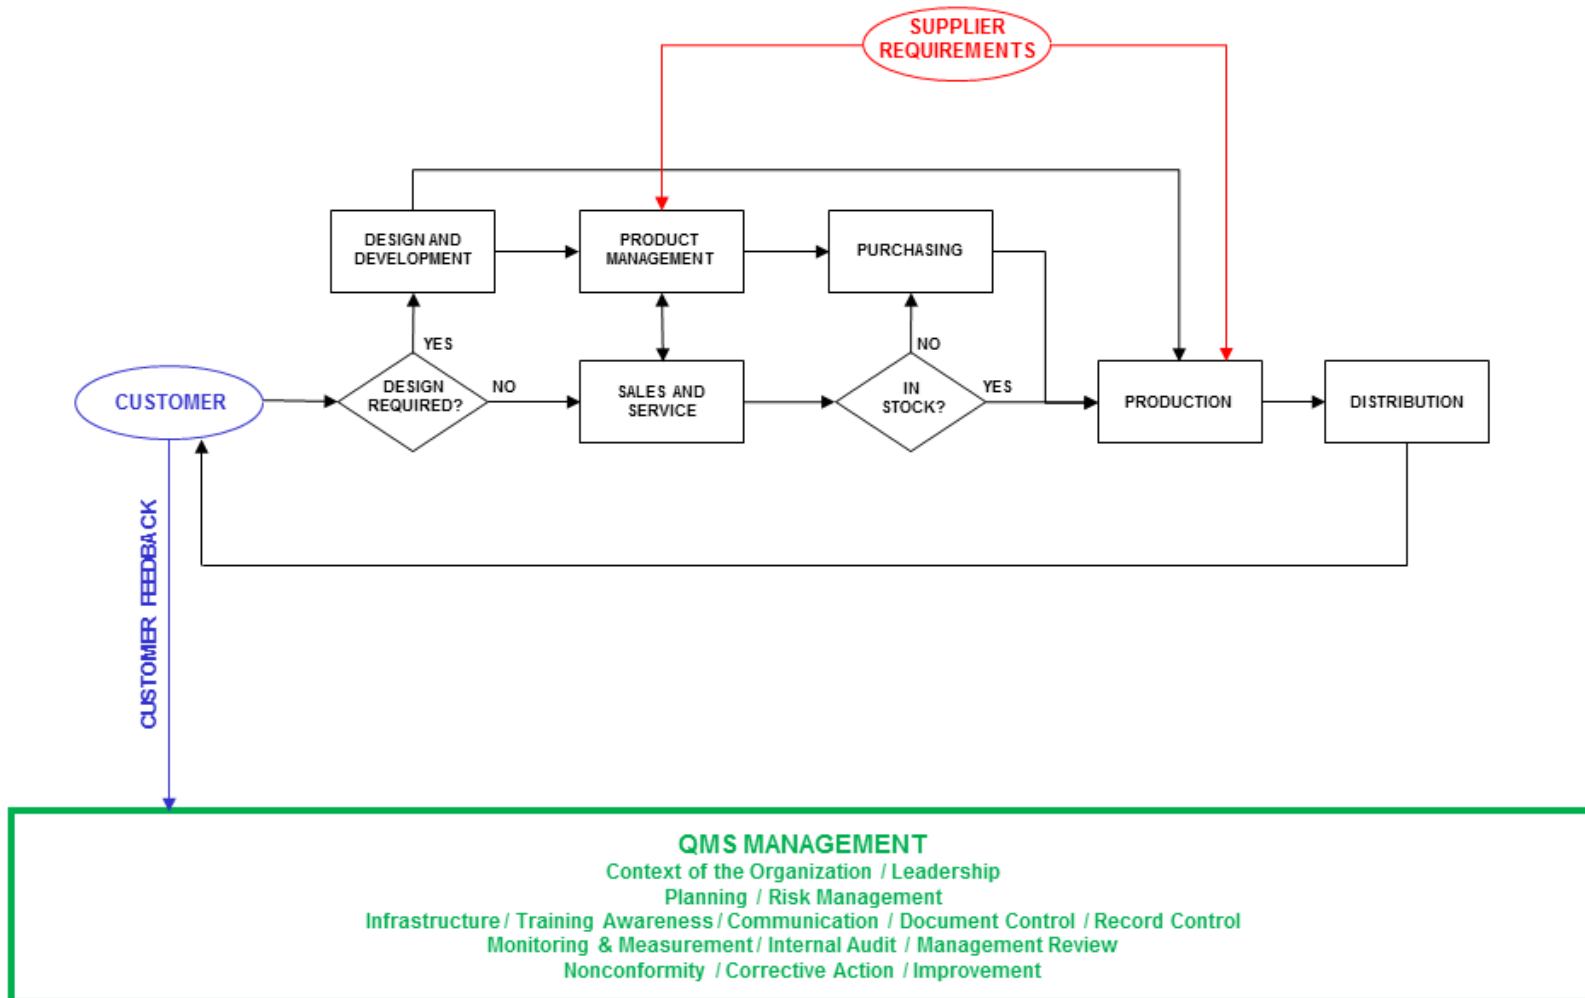 SUPPLIER
REQUIREMENTS
DESIGN AND
DEVELOPMENT
PRODUCT
MANAGEMENT
PURCHASING
YES
NO
CUSTOMER
DESIGN
REQUIRED?
NO
SALES AND
SERVICE
IN
STOCK?
YES
PRODUCTION
DISTRIBUTION
CUSTOMER FEEDBACK
QMS MANAGEMENT
Context of the Organization / Leadership
Planning / Risk Management
Infrastructure / Training Awareness / Communication / Document Control / Record Control
Monitoring & Measurement / Internal Audit / Management Review
Nonconformity / Corrective Action / Improvement